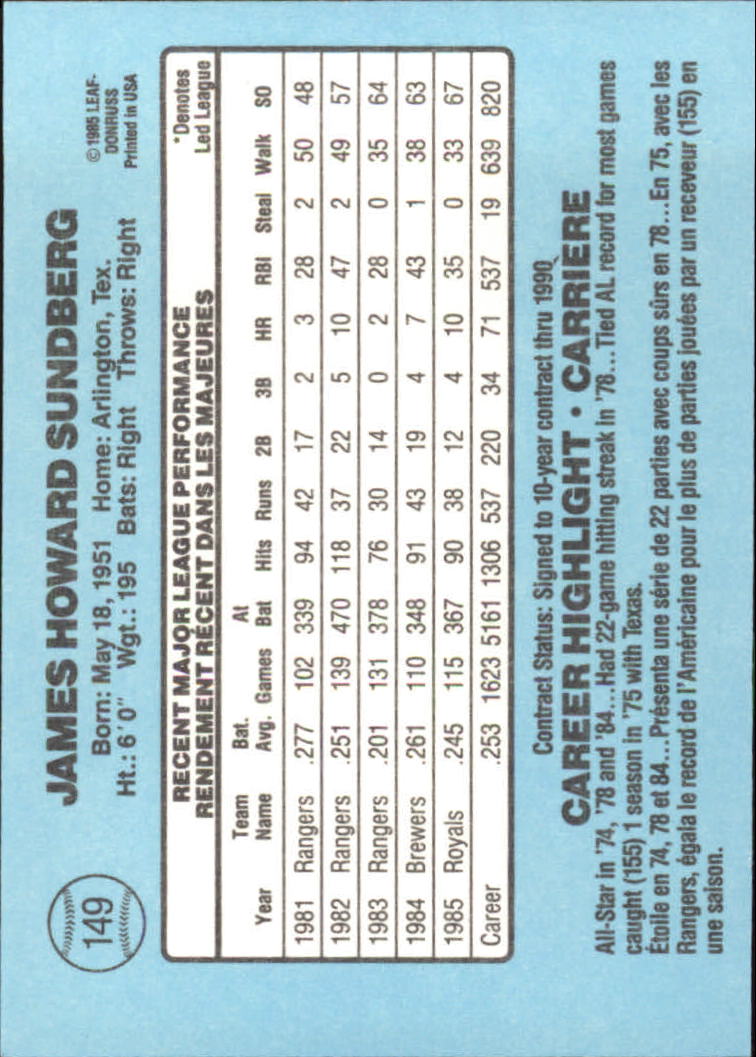 149
JAMES HOWARD SUNDBERG
Born: May 18, 1951 Home: Arlington, Tex.
Ht.: 6'0" Wgt.: 195 Bats: Right Throws: Right
© 1985 LEAF-
DONRUSS
Printed in USA
RECENT MAJOR LEAGUE PERFORMANCE
RENDEMENT RÉCENT DANS LES MAJEURES
*Denotes
Led League
Team Bat. At
Year Name Avg. Games Bat Hits Runs 2B 3B HR RBI Steal Walk SO
1981 Rangers .277 102 339 94 42 17 2 3 28 2 50 48
1982 Rangers .251 139 470 118 37 22 5 10 47 2 49 57
1983 Rangers .201 131 378 76 30 14 0 2 28 0 35 64
1984 Brewers .261 110 348 91 43 19 4 7 43 1 38 63
1985 Royals .245 115 367 90 38 12 4 10 35 0 33 67
Career .253 1623 5161 1306 537 220 34 71 537 19 639 820
Contract Status: Signed to 10-year contract thru 1990
CAREER HIGHLIGHT • CARRIÈRE
All-Star in '74, '78 and '84...Had 22-game hitting streak in '78...Tied AL record for most games
caught (155) 1 season in '75 with Texas.
Étoile en 74, 78 et 84...Présenta une série de 22 parties avec coups sûrs en 78...En 75, avec les
Rangers, égala le record de l'Américaine pour le plus de parties jouées par un receveur (155) en
une saison.